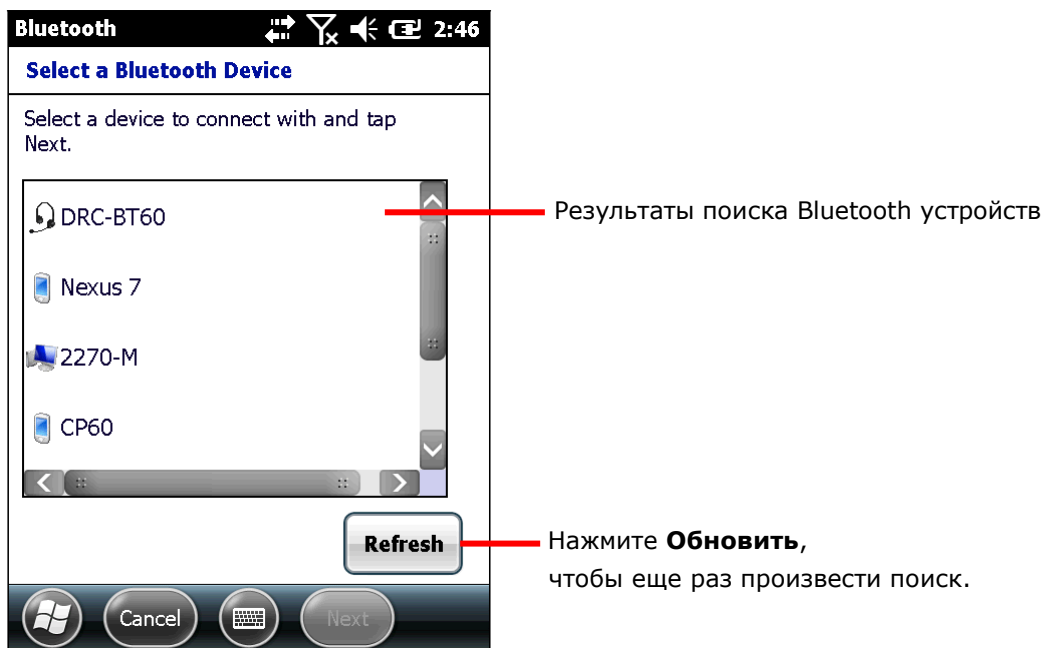 Bluetooth 2:46
Select a Bluetooth Device
Select a device to connect with and tap
Next.
DRC-BT60
Результаты поиска Bluetooth устройств
Nexus 7
2270-M
CP60
Refresh
Нажмите Обновить,
чтобы еще раз произвести поиск.
Cancel
Next